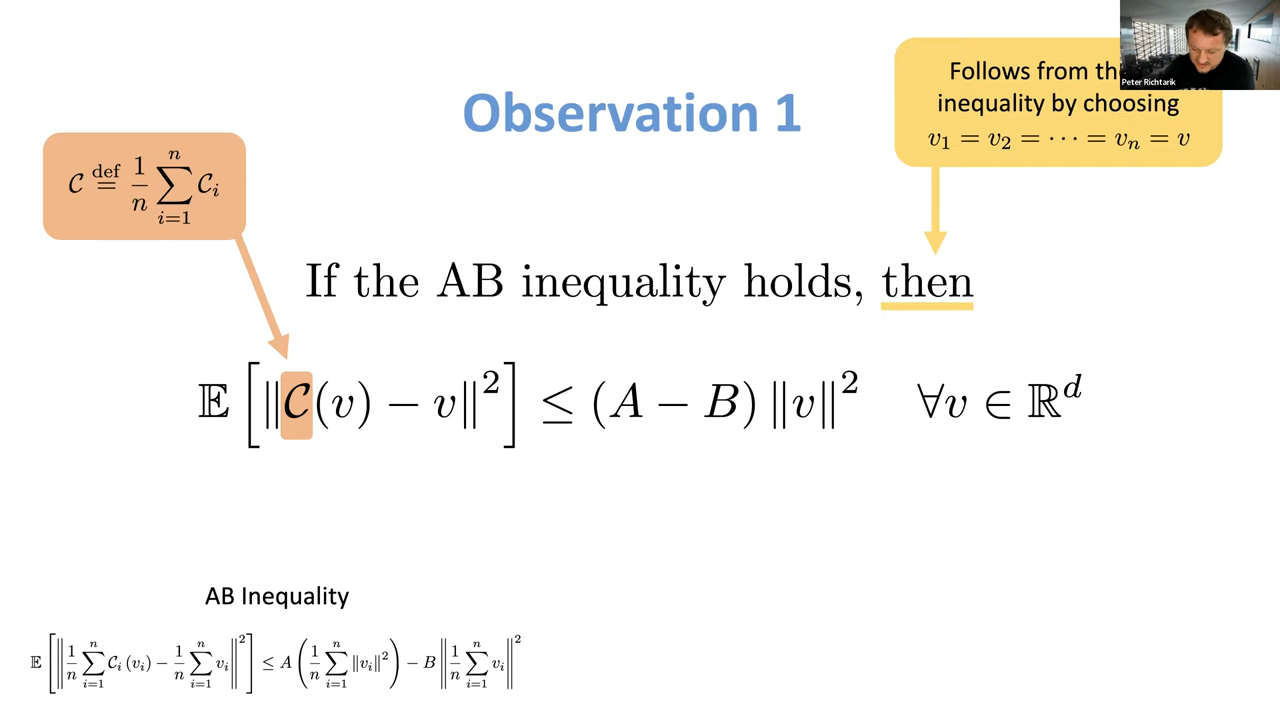 Observation 1
Follows from
inequality by choosing
v₁ = v₂ = ⋯ = vₙ = v
Peter Richtarik
𝒞 def= 1/n ∑ᵢ₌₁ⁿ 𝒞ᵢ
If the AB inequality holds, then
𝔼[‖𝒞(v) − v‖²] ≤ (A − B) ‖v‖² ∀v ∈ ℝᵈ
AB Inequality
𝔼[‖1/n ∑ᵢ₌₁ⁿ 𝒞ᵢ(vᵢ) − 1/n ∑ᵢ₌₁ⁿ vᵢ‖²] ≤ A (1/n ∑ᵢ₌₁ⁿ ‖vᵢ‖²) − B ‖1/n ∑ᵢ₌₁ⁿ vᵢ‖²